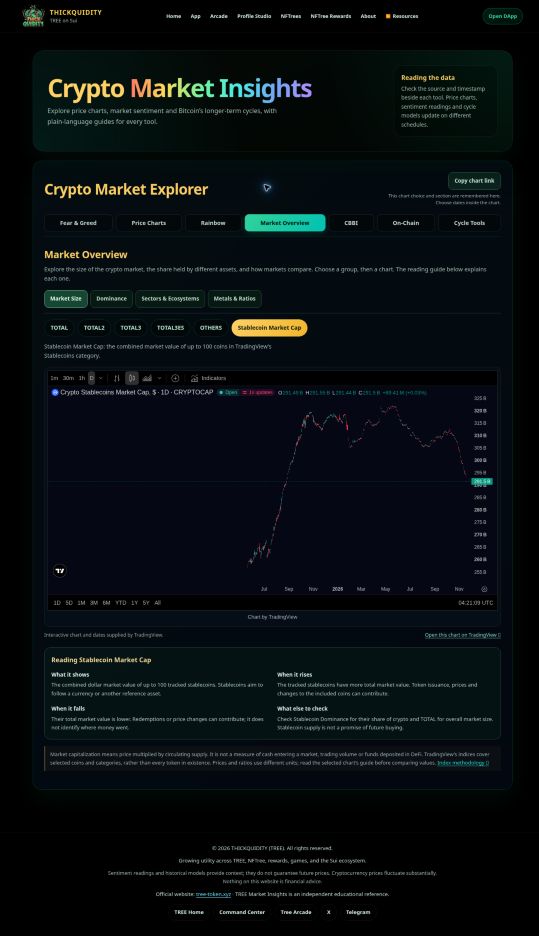 THICKQUIDITY
TREE on Sui
Home App Arcade Profile Studio NFTrees NFTree Rewards About Resources
Open DApp
Crypto Market Insights
Explore price charts, market sentiment and Bitcoin's longer-term cycles, with
plain-language guides for every tool.
Reading the data
Check the source and timestamp
beside each tool. Price charts,
sentiment readings and cycle
models update on different
schedules.
Crypto Market Explorer
Copy chart link
This chart choice and section are remembered here.
Choose dates inside the chart.
Fear & Greed Price Charts Rainbow Market Overview CBBI On-Chain Cycle Tools
Market Overview
Explore the size of the crypto market, the share held by different assets, and how markets compare. Choose a group, then a chart. The reading guide below explains
each one.
Market Size Dominance Sectors & Ecosystems Metals & Ratios
TOTAL TOTAL2 TOTAL3 TOTAL3ES OTHERS Stablecoin Market Cap
Stablecoin Market Cap: the combined market value of up to 100 coins in TradingView's
Stablecoins category.
1m 30m 1h D Indicators
Crypto Stablecoins Market Cap, $ · 1D · CRYPTOCAP Open
325 B
320 B
315 B
310 B
305 B
300 B
295 B
291.5 B
285 B
280 B
275 B
270 B
265 B
260 B
255 B
Jul Sep Nov 2026 Mar May Jul Sep Nov
1D 5D 1M 3M 6M YTD 1Y 5Y All
04:21:09 UTC
Chart by TradingView
Interactive chart and dates supplied by TradingView.
Open this chart on TradingView
Reading Stablecoin Market Cap
What it shows
The combined dollar market value of up to 100 tracked stablecoins. Stablecoins aim to
follow a currency or another reference asset.
When it rises
The tracked stablecoins have more total market value. Token issuance, prices and
changes to the included coins can contribute.
When it falls
Their total market value is lower. Redemptions or price changes can contribute; it does
not identify where money went.
What else to check
Check Stablecoin Dominance for their share of crypto and TOTAL for overall market size.
Stablecoin supply is not a promise of future buying.
Market capitalization means price multiplied by circulating supply. It is not a measure of cash entering a market, trading volume or funds deposited in DeFi. TradingView's indices cover
selected coins and categories, rather than every token in existence. Prices and ratios use different units; read the selected chart's guide before comparing values. Index methodology
© 2026 THICKQUIDITY (TREE). All rights reserved.
Growing utility across TREE, NFTree, rewards, games, and the Sui ecosystem.
Sentiment readings and historical models provide context; they do not guarantee future prices. Cryptocurrency prices fluctuate substantially.
Nothing on this website is financial advice.
Official website: tree-token.xyz · TREE Market Insights is an independent educational reference.
TREE Home Command Center Tree Arcade X Telegram